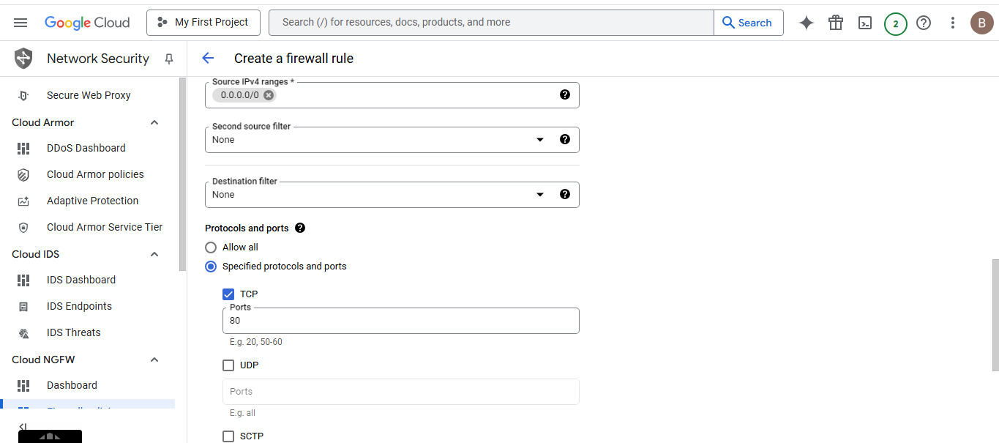 Google Cloud
My First Project
Search (/) for resources, docs, products, and more
Search
2
B
Network Security
Create a firewall rule
Secure Web Proxy
Cloud Armor
DDoS Dashboard
Cloud Armor policies
Adaptive Protection
Cloud Armor Service Tier
Cloud IDS
IDS Dashboard
IDS Endpoints
IDS Threats
Cloud NGFW
Dashboard
Source IPv4 ranges *
0.0.0.0/0
Second source filter
None
Destination filter
None
Protocols and ports
Allow all
Specified protocols and ports
TCP
Ports
80
E.g. 20, 50-60
UDP
Ports
E.g. all
SCTP